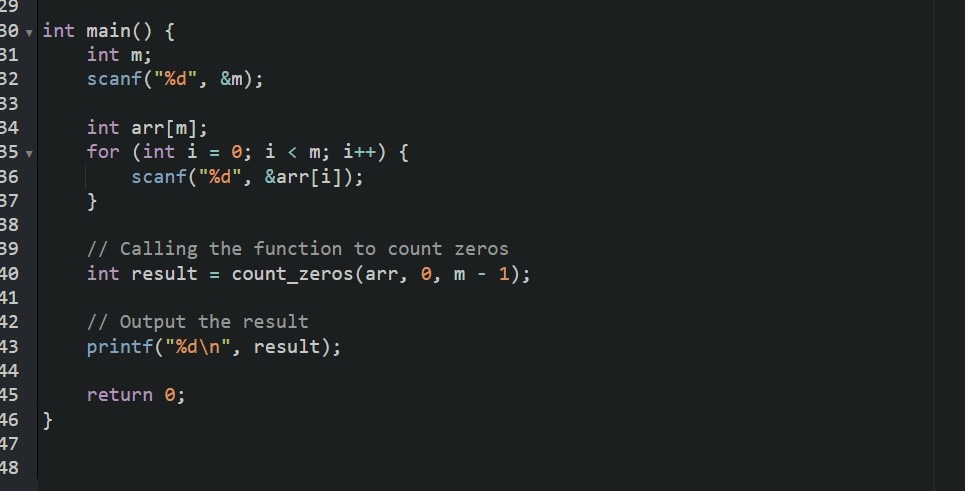 29
30 int main() {
31     int m;
32     scanf("%d", &m);
33
34     int arr[m];
35     for (int i = 0; i < m; i++) {
36         scanf("%d", &arr[i]);
37     }
38
39     // Calling the function to count zeros
40     int result = count_zeros(arr, 0, m - 1);
41
42     // Output the result
43     printf("%d\n", result);
44
45     return 0;
46 }
47
48